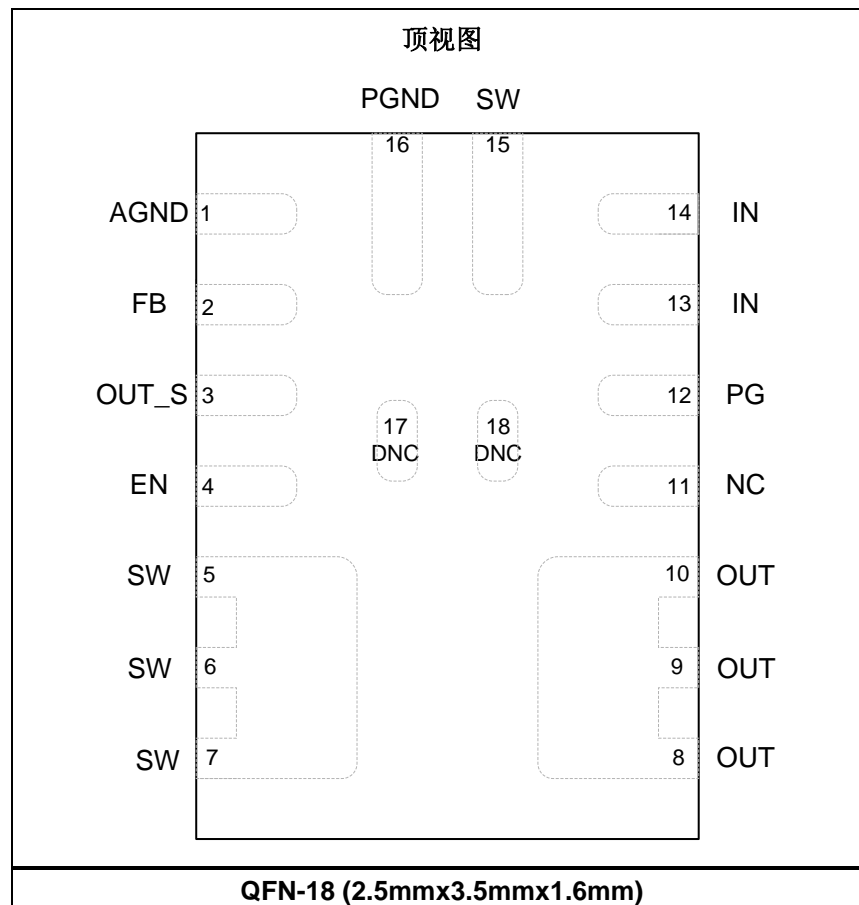 顶视图
PGND SW
16 15
AGND 1 14 IN
FB 2 13 IN
OUT_S 3 12 PG
17 18
DNC DNC
EN 4 11 NC
SW 5 10 OUT
SW 6 9 OUT
SW 7 8 OUT
QFN-18 (2.5mmx3.5mmx1.6mm)